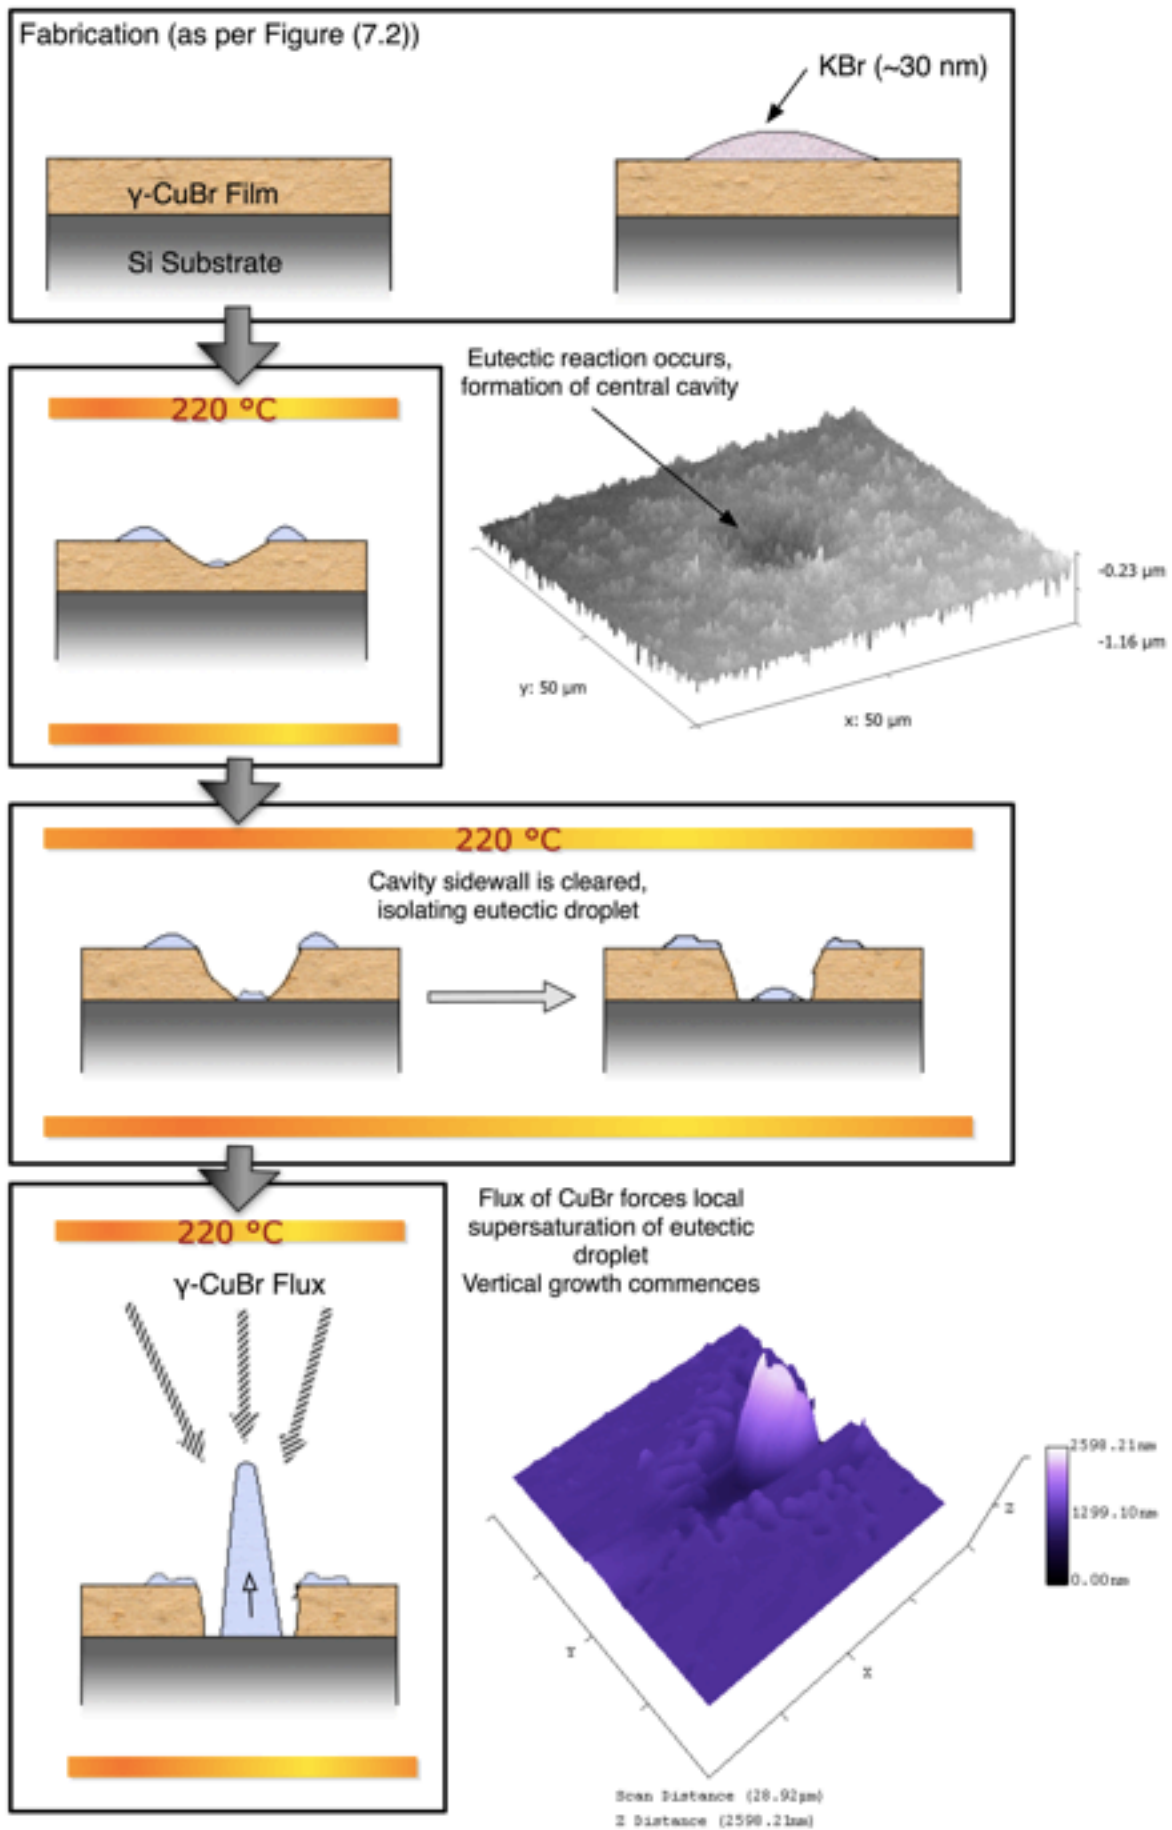 Fabrication (as per Figure (7.2))
KBr (~30 nm)
γ-CuBr Film
Si Substrate
Eutectic reaction occurs,
formation of central cavity
220 °C
-0.23 µm
-1.16 µm
y: 50 µm
x: 50 µm
220 °C
Cavity sidewall is cleared,
isolating eutectic droplet
Flux of CuBr forces local
supersaturation of eutectic
droplet
Vertical growth commences
220 °C
γ-CuBr Flux
2598.21nm
1299.10nm
0.00nm
Z
Y
X
Scan Distance (28.92µm)
Z Distance (2598.21nm)